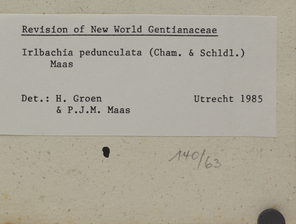 Revision of New World Gentianaceae
Irlbachia pedunculata (Cham. & Schldl.)
Maas
Det.: H. Groen Utrecht 1985
& P.J.M. Maas
140/63